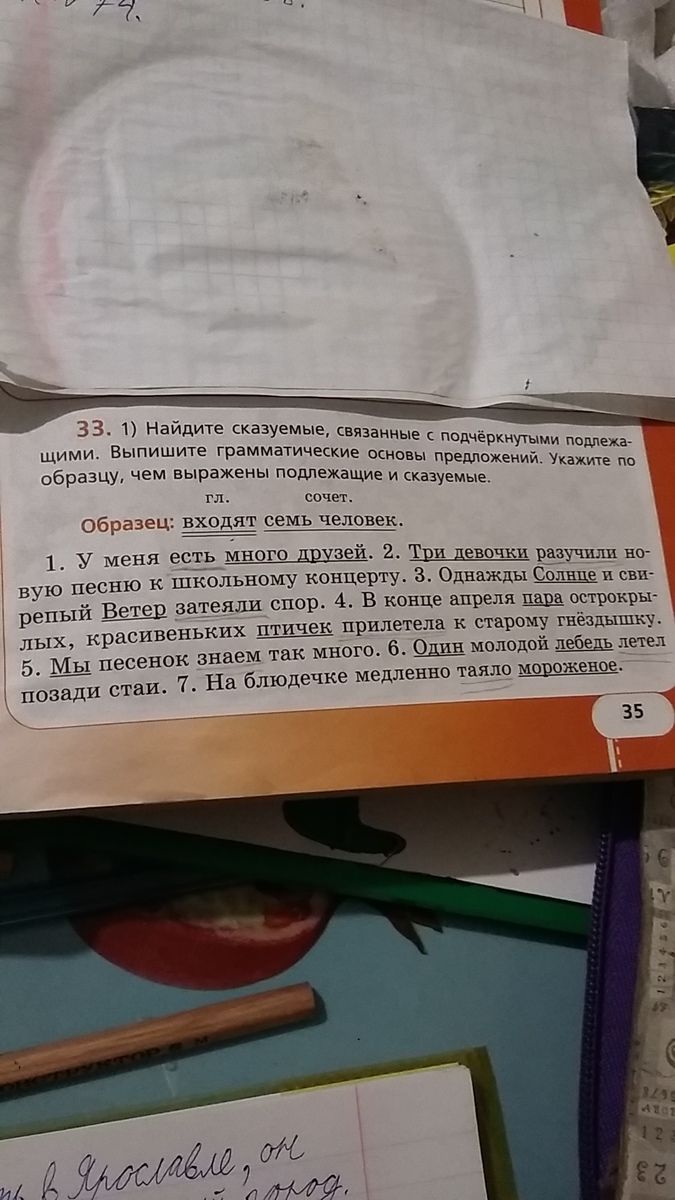 74.
33. 1) Найдите сказуемые, связанные с подчёркнутыми подлежа-
щими. Выпишите грамматические основы предложений. Укажите по
образцу, чем выражены подлежащие и сказуемые.
гл. сочет.
Образец: входят семь человек.
1. У меня есть много друзей. 2. Три девочки разучили но-
вую песню к школьному концерту. 3. Однажды Солнце и сви-
репый Ветер затеяли спор. 4. В конце апреля пара острокры-
лых, красивеньких птичек прилетела к старому гнёздышку.
5. Мы песенок знаем так много. 6. Один молодой лебедь летел
позади стаи. 7. На блюдечке медленно таяло мороженое.
35
в Ярославле, он
город.